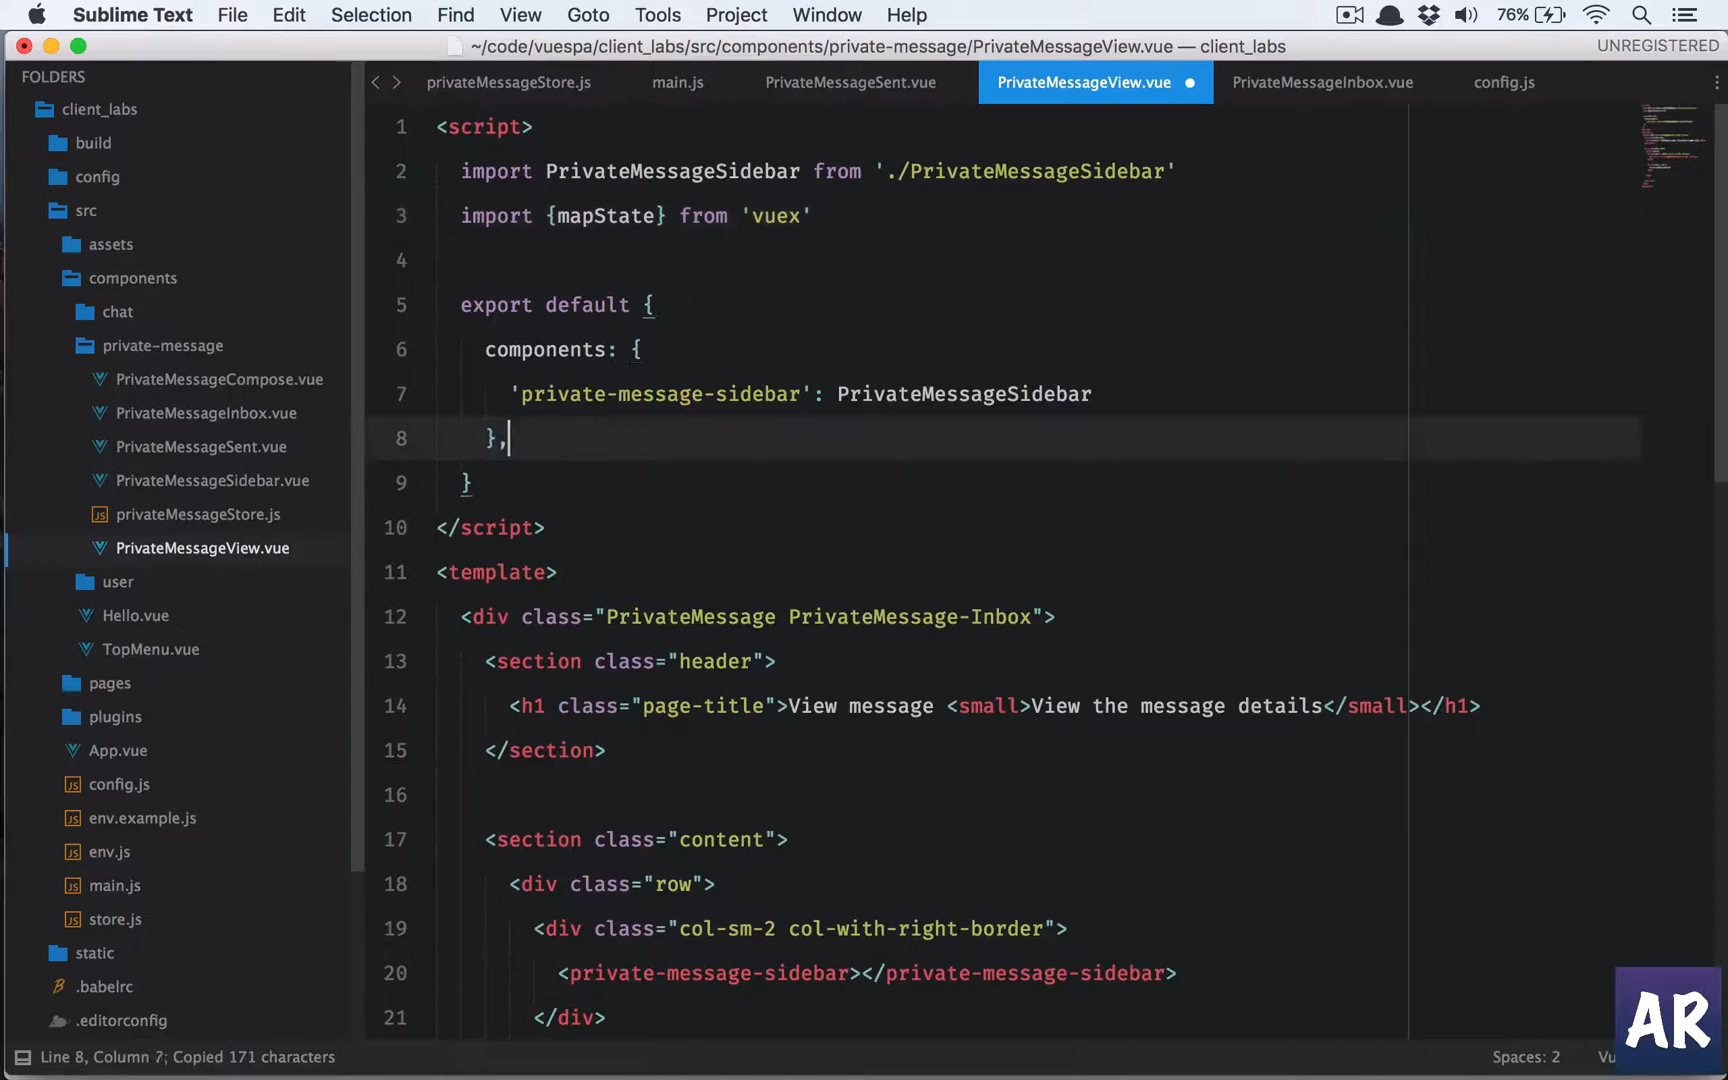 Sublime Text File Edit Selection Find View Goto Tools Project Window Help 76%
~/code/vuespa/client_labs/src/components/private-message/PrivateMessageView.vue — client_labs
UNREGISTERED
FOLDERS
client_labs
build
config
src
assets
components
chat
private-message
PrivateMessageCompose.vue
PrivateMessageInbox.vue
PrivateMessageSent.vue
PrivateMessageSidebar.vue
privateMessageStore.js
PrivateMessageView.vue
user
Hello.vue
TopMenu.vue
pages
plugins
App.vue
config.js
env.example.js
env.js
main.js
store.js
static
.babelrc
.editorconfig
privateMessageStore.js main.js PrivateMessageSent.vue PrivateMessageView.vue PrivateMessageInbox.vue config.js
1 <script>
2 import PrivateMessageSidebar from './PrivateMessageSidebar'
3 import {mapState} from 'vuex'
4
5 export default {
6 components: {
7 'private-message-sidebar': PrivateMessageSidebar
8 },
9 }
10 </script>
11 <template>
12 <div class="PrivateMessage PrivateMessage-Inbox">
13 <section class="header">
14 <h1 class="page-title">View message <small>View the message details</small></h1>
15 </section>
16
17 <section class="content">
18 <div class="row">
19 <div class="col-sm-2 col-with-right-border">
20 <private-message-sidebar></private-message-sidebar>
21 </div>
Line 8, Column 7; Copied 171 characters
Spaces: 2
Vu
AR